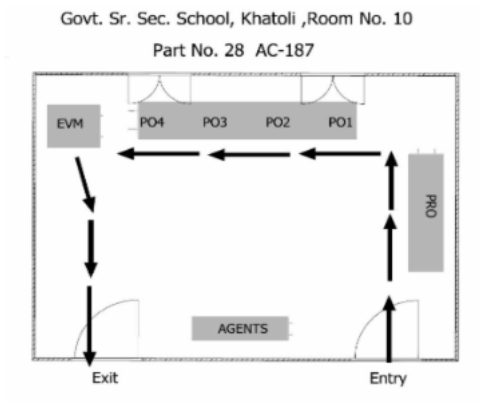 Govt. Sr. Sec. School, Khatoli ,Room No. 10
Part No. 28 AC-187
EVM
PO4 PO3 PO2 PO1
PRO
AGENTS
Exit Entry